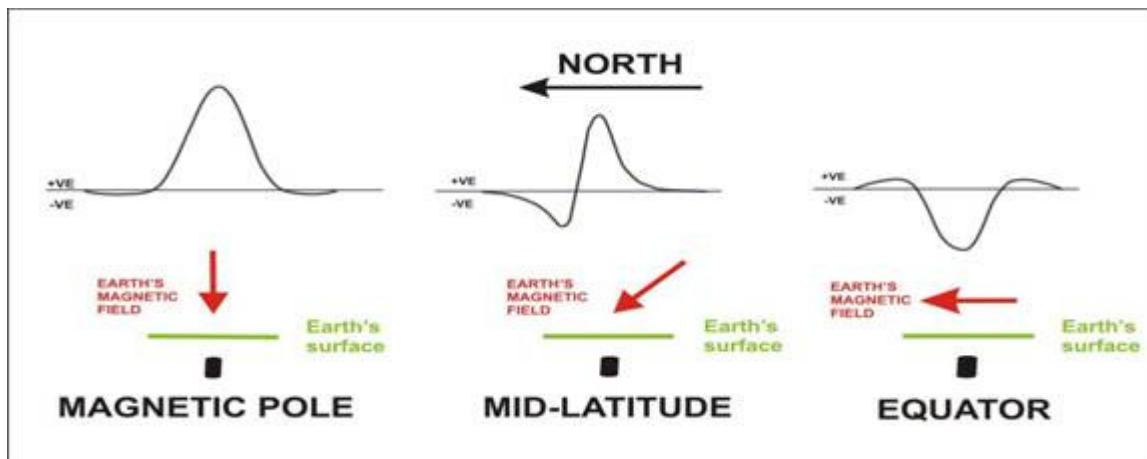 NORTH
+VE
-VE
+VE
-VE
+VE
-VE
EARTH'S
MAGNETIC
FIELD
Earth's
surface
EARTH'S
MAGNETIC
FIELD
Earth's
surface
EARTH'S
MAGNETIC
FIELD
Earth's
surface
MAGNETIC POLE
MID-LATITUDE
EQUATOR